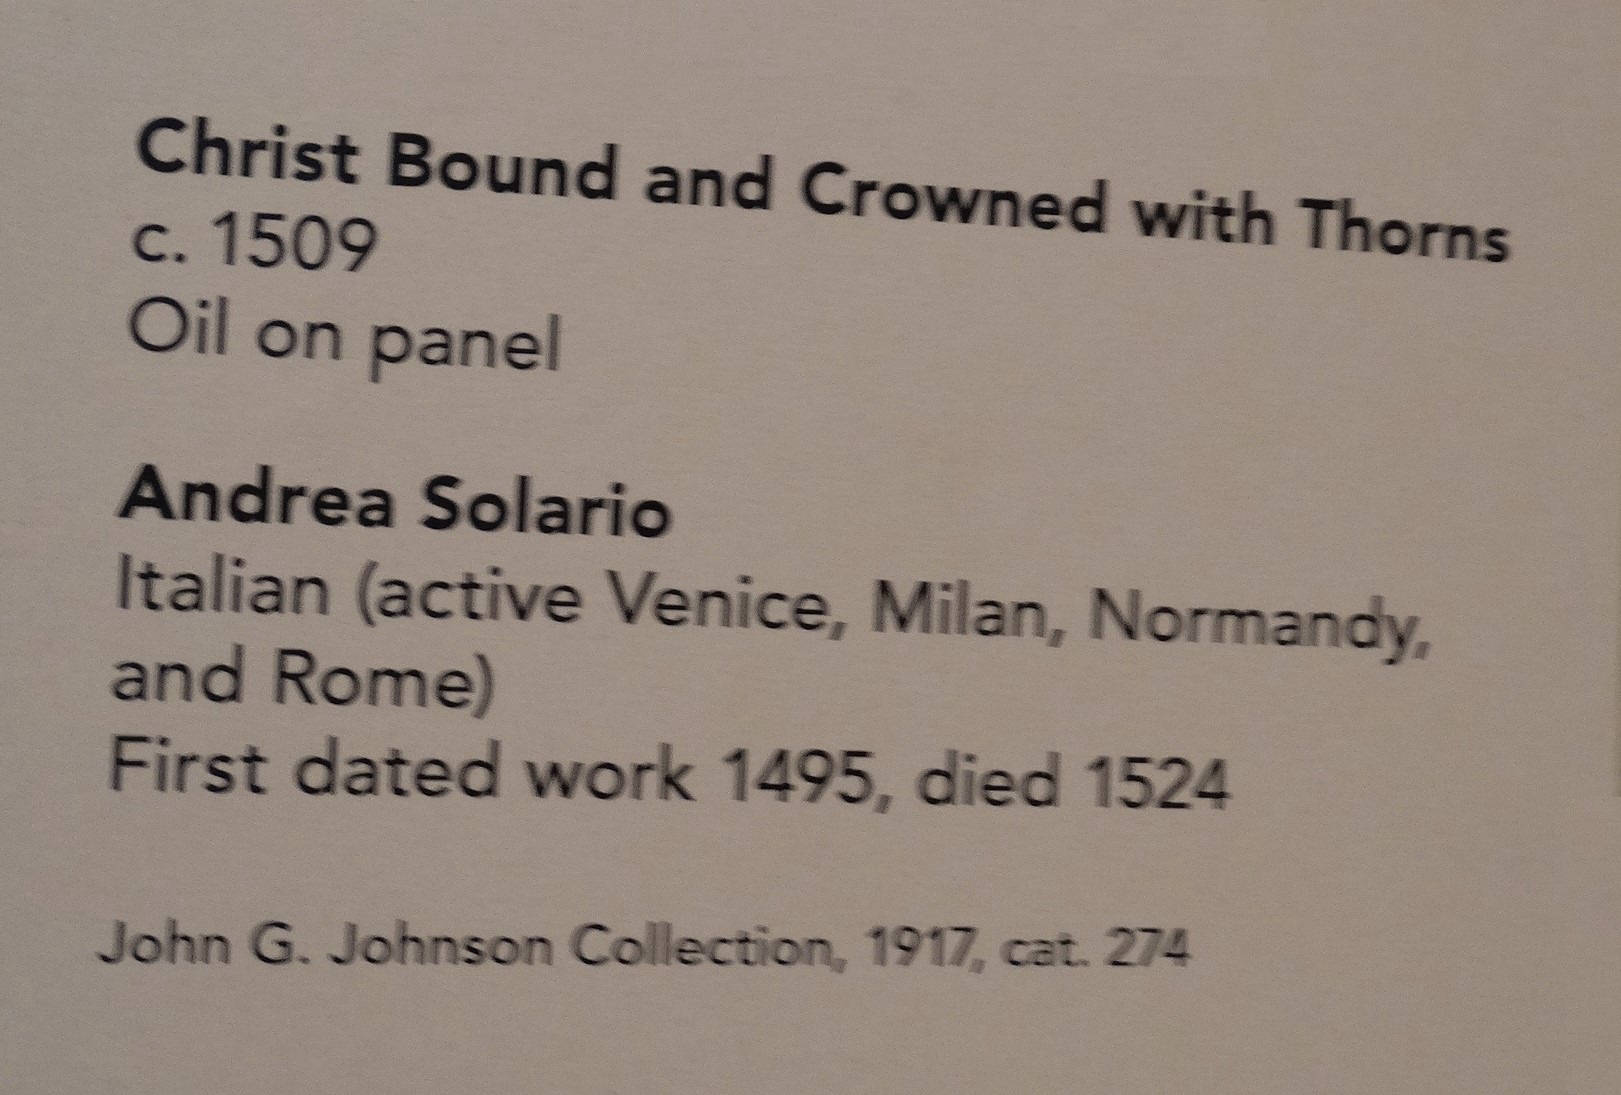 Christ Bound and Crowned with Thorns
c. 1509
Oil on panel
Andrea Solario
Italian (active Venice, Milan, Normandy,
and Rome)
First dated work 1495, died 1524
John G. Johnson Collection, 1917, cat. 274